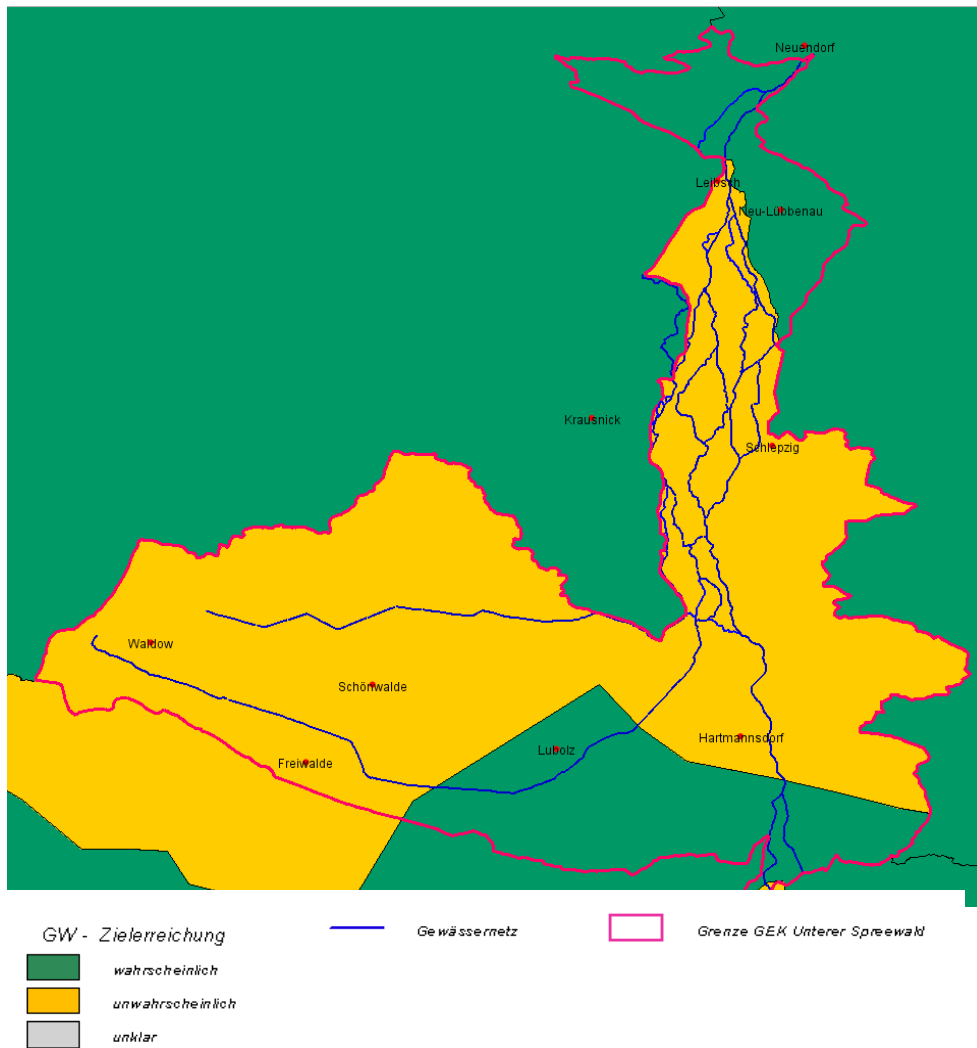 Neuendorf
Leibsch
Neu-Lübbenau
Krausnick
Schlepzig
Waldow
Schönwalde
Hartmannsdorf
Lubolz
Freiwalde
GW - Zielerreichung
Gewässernetz
Grenze GEK Unterer Spreewald
wahrscheinlich
unwahrscheinlich
unklar